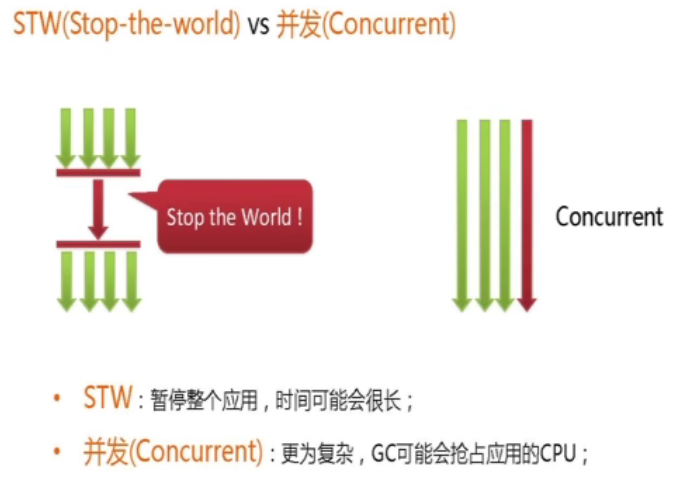 STW(Stop-the-world) vs 并发(Concurrent)
Stop the World !
Concurrent
• STW：暂停整个应用，时间可能会很长；
• 并发(Concurrent)：更为复杂，GC可能会抢占应用的CPU；